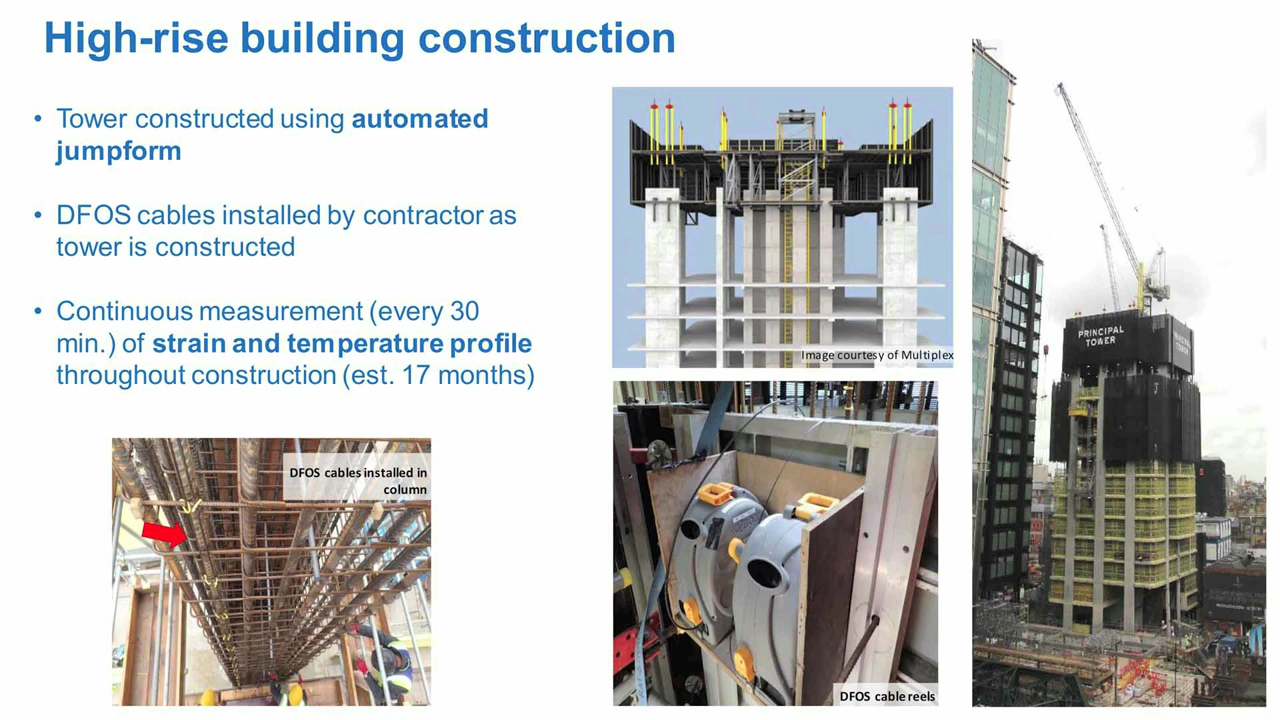 High-rise building construction
• Tower constructed using automated
jumpform
• DFOS cables installed by contractor as
tower is constructed
• Continuous measurement (every 30
min.) of strain and temperature profile
throughout construction (est. 17 months)
Image courtesy of Multiplex
DFOS cables installed in
column
DFOS cable reels
PRINCIPAL
TOWER
PRINCIPAL
TOWER